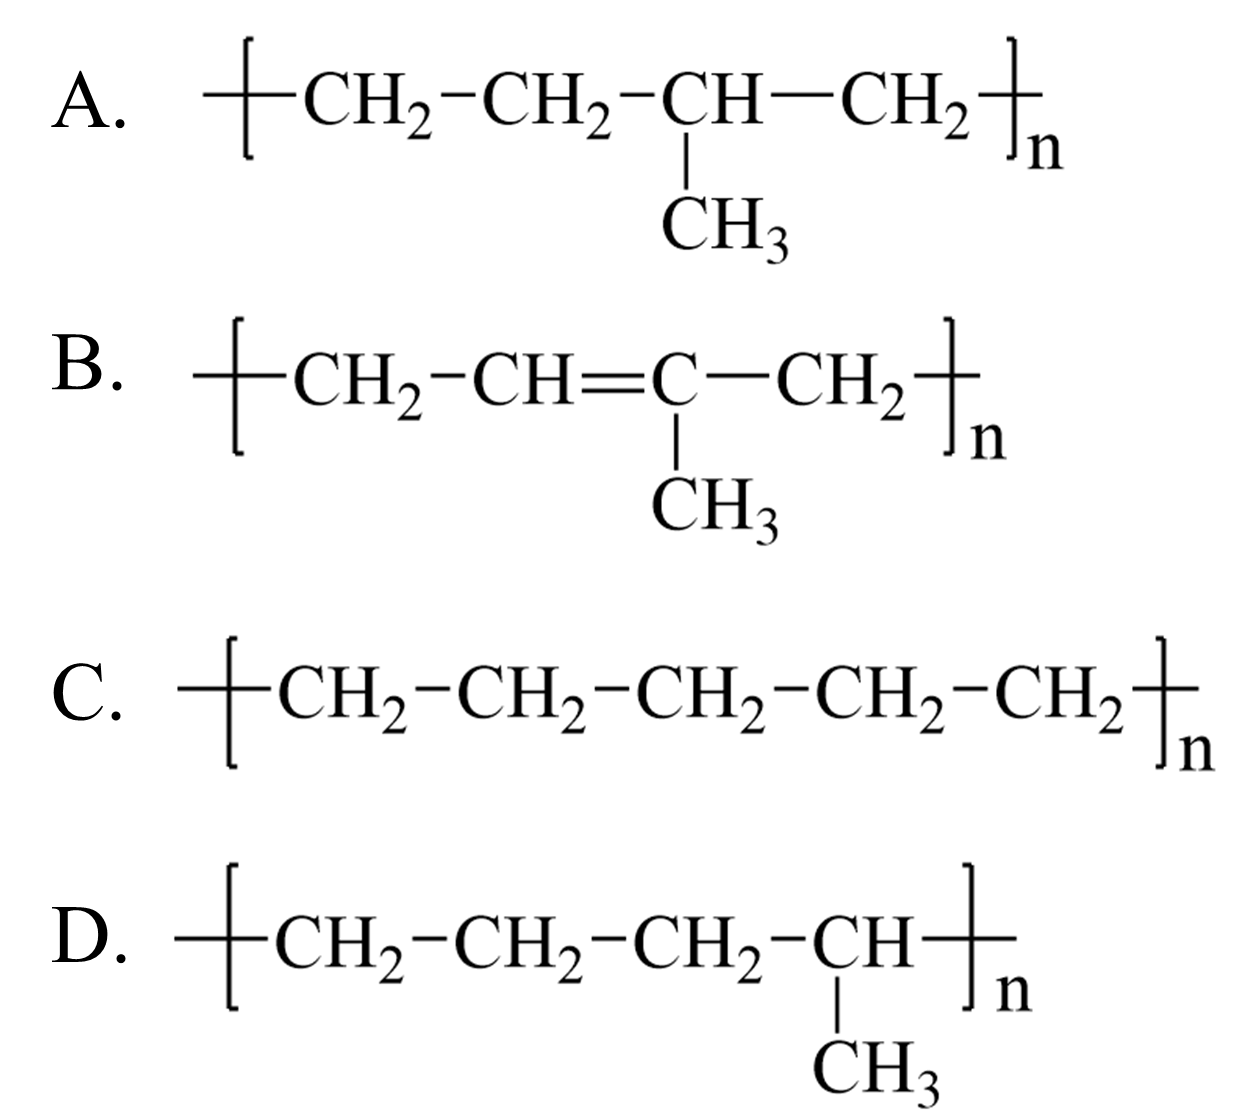 A. -[CH₂-CH₂-CH-CH₂]-n
CH₃
B. -[CH₂-CH=C-CH₂]-n
CH₃
C. -[CH₂-CH₂-CH₂-CH₂-CH₂]-n
D. -[CH₂-CH₂-CH₂-CH]-n
CH₃